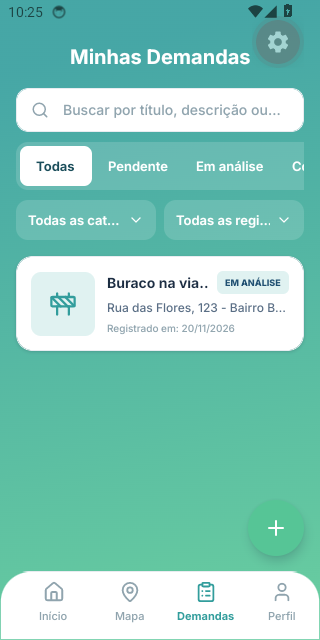 10:25
Minhas Demandas
Buscar por título, descrição ou...
Todas
Pendente
Em análise
Todas as cat...
Todas as regi...
Buraco na via..
EM ANÁLISE
Rua das Flores, 123 - Bairro B...
Registrado em: 20/11/2026
Início
Mapa
Demandas
Perfil